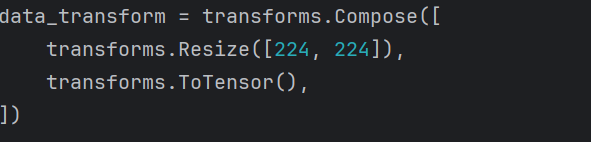 data_transform = transforms.Compose([
    transforms.Resize([224, 224]),
    transforms.ToTensor(),
])